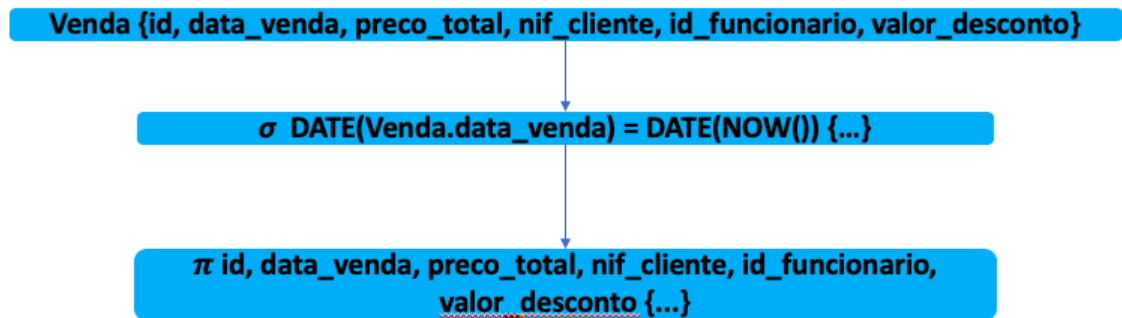 Venda {id, data_venda, preco_total, nif_cliente, id_funcionario, valor_desconto}
σ DATE(Venda.data_venda) = DATE(NOW()) {...}
π id, data_venda, preco_total, nif_cliente, id_funcionario,
valor_desconto {...}